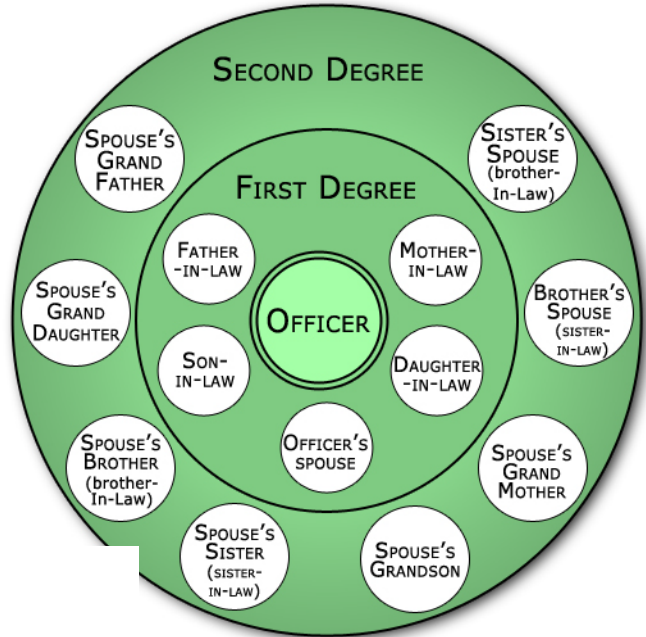 SECOND DEGREE
SPOUSE'S
GRAND
FATHER
SISTER'S
SPOUSE
(brother-
In-Law)
FIRST DEGREE
FATHER
-IN-LAW
MOTHER-
IN-LAW
SPOUSE'S
GRAND
DAUGHTER
OFFICER
BROTHER'S
SPOUSE
(SISTER-
IN-LAW)
SON-
IN-LAW
DAUGHTER
-IN-LAW
SPOUSE'S
BROTHER
(brother-
In-Law)
OFFICER'S
SPOUSE
SPOUSE'S
GRAND
MOTHER
SPOUSE'S
SISTER
(SISTER-
IN-LAW)
SPOUSE'S
GRANDSON